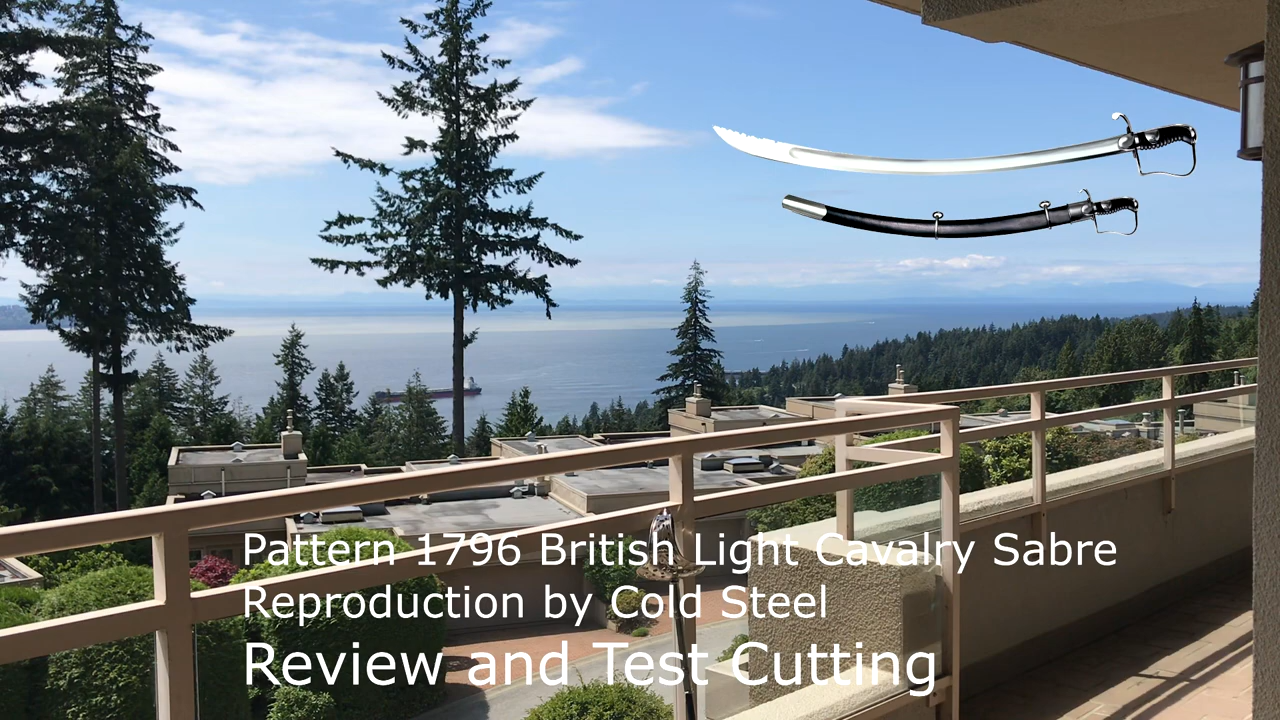 Pattern 1796 British Light Cavalry Sabre
Reproduction by Cold Steel
Review and Test Cutting